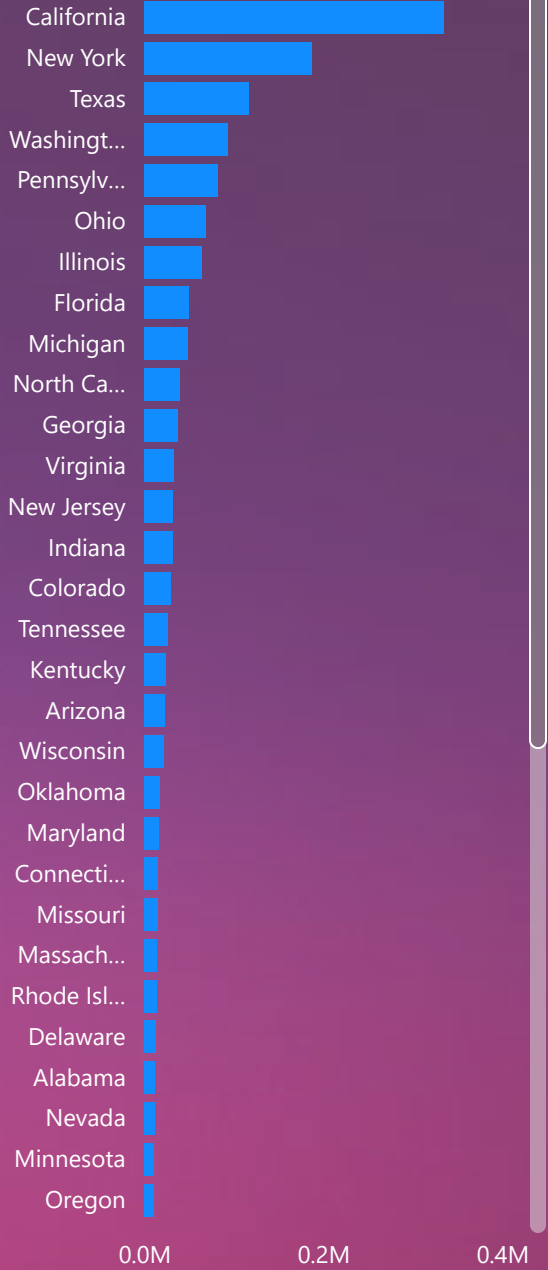 California
New York
Texas
Washingt...
Pennsylv...
Ohio
Illinois
Florida
Michigan
North Ca...
Georgia
Virginia
New Jersey
Indiana
Colorado
Tennessee
Kentucky
Arizona
Wisconsin
Oklahoma
Maryland
Connecti...
Missouri
Massach...
Rhode Isl...
Delaware
Alabama
Nevada
Minnesota
Oregon
0.0M 0.2M 0.4M